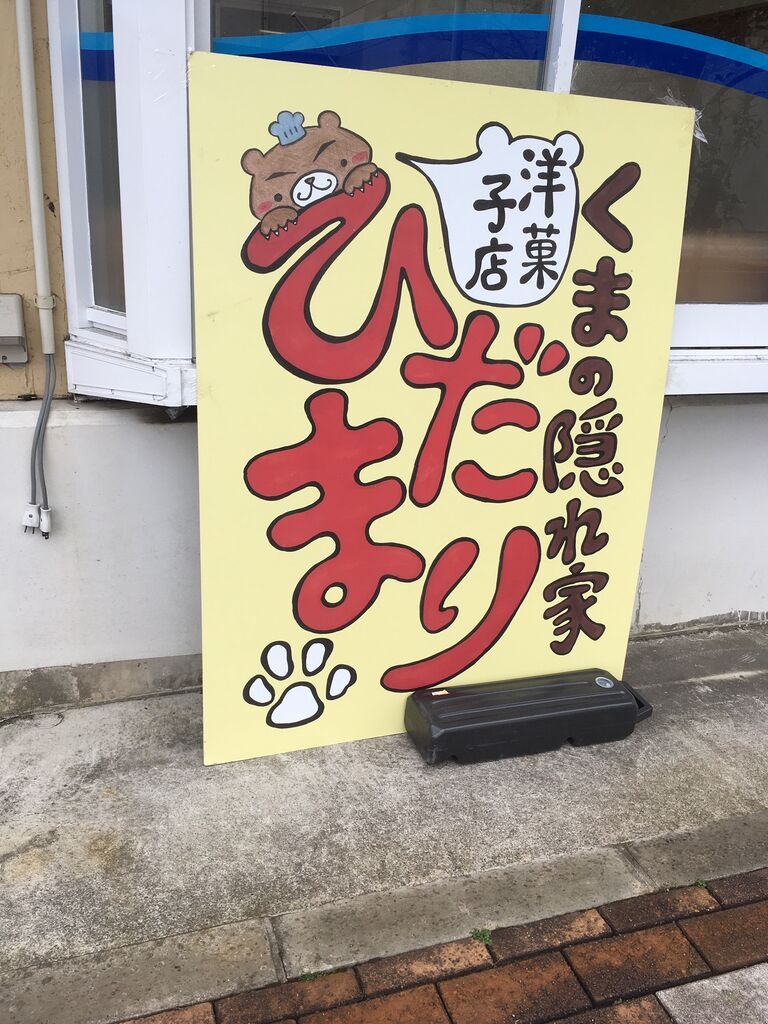 くまの隠れ家
洋菓
子店
ひだ
まり